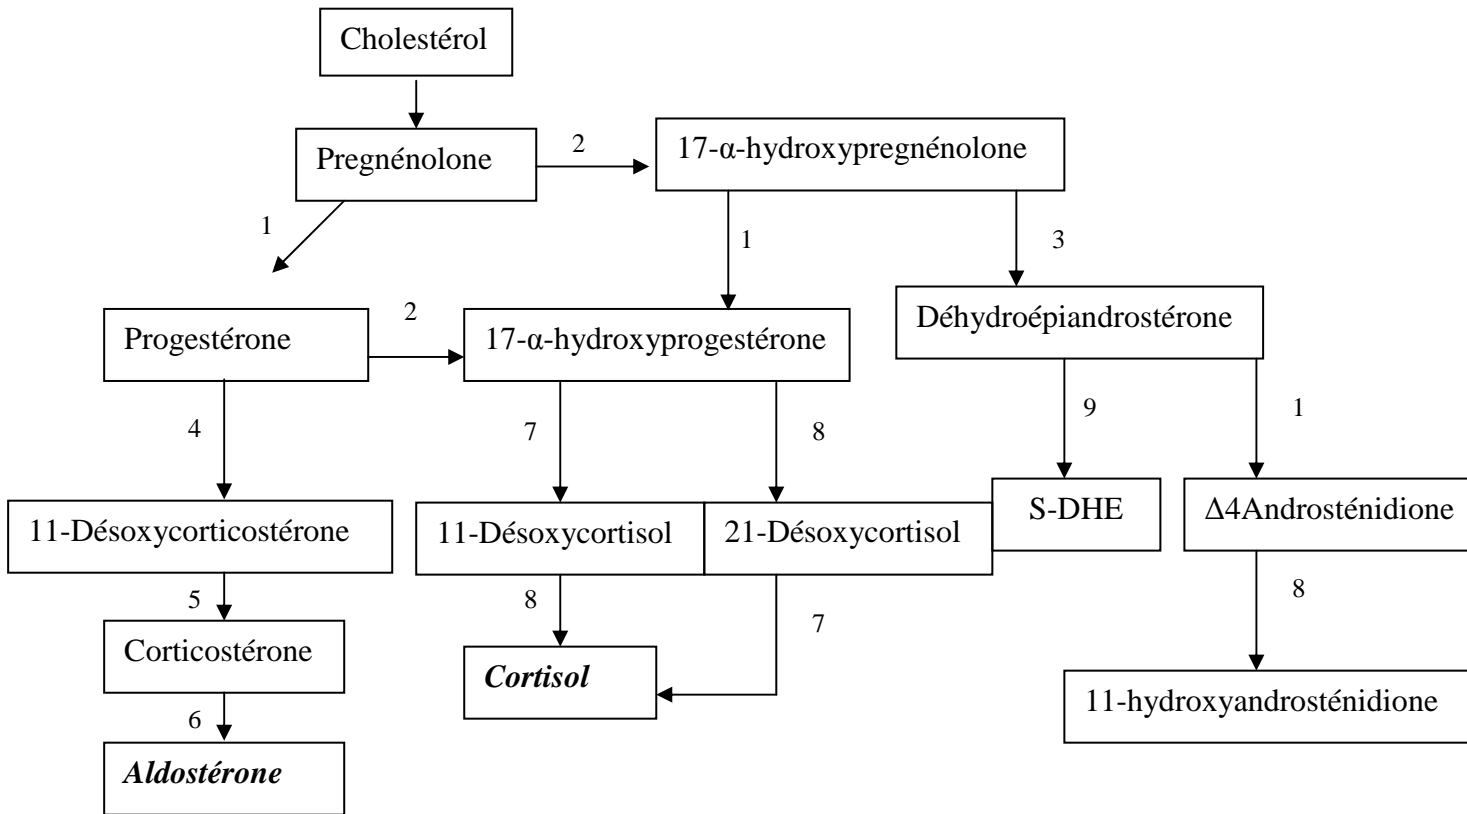 Cholestérol
Pregnénolone
2
17-α-hydroxypregnénolone
1
1
3
Progestérone
2
17-α-hydroxyprogestérone
Déhydroépiandrostérone
4
7
8
9
1
11-Désoxycorticostérone
11-Désoxycortisol
21-Désoxycortisol
S-DHE
Δ4Androsténidione
5
8
7
8
Corticostérone
Cortisol
11-hydroxyandrosténidione
6
Aldostérone